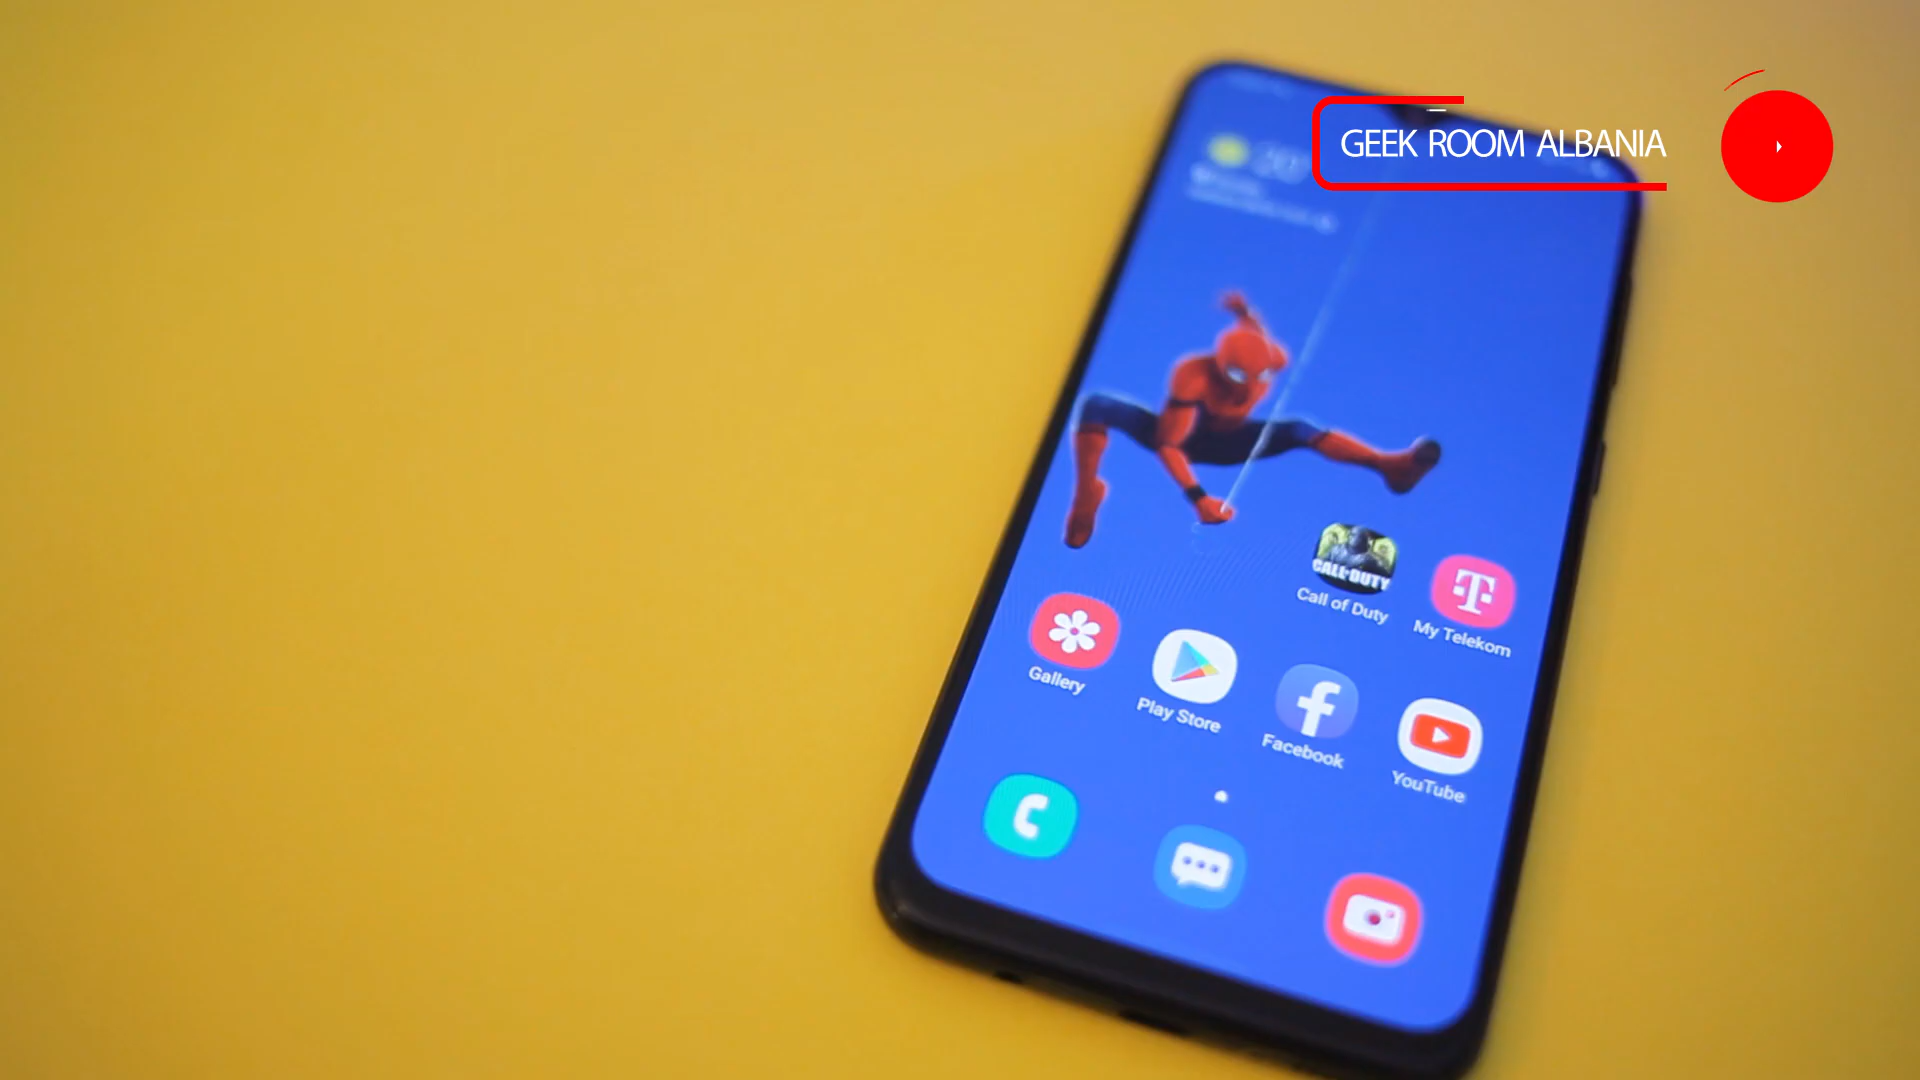 GEEK ROOM ALBANIA
CALL OF DUTY
Call of Duty
My Telekom
Gallery
Play Store
Facebook
YouTube